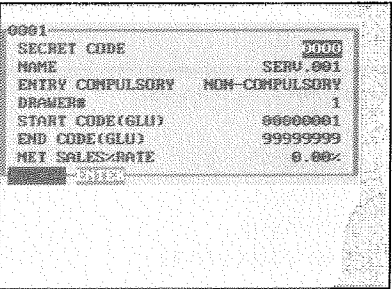 0001
SECRET CODE 0000
NAME SERV.001
ENTRY COMPULSORY NON-COMPULSORY
DRAWER# 1
START CODE(GLU) 00000001
END CODE(GLU) 99999999
NET SALES%RATE 0.00%
ENTER